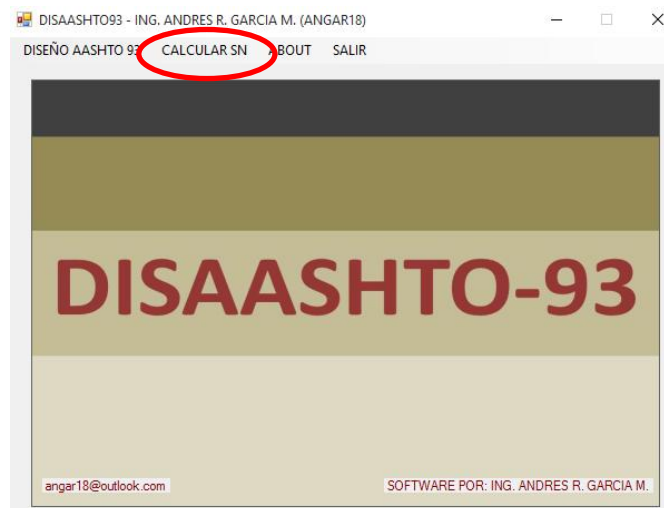 DISAASHTO93 - ING. ANDRES R. GARCIA M. (ANGAR18)
DISEÑO AASHTO 93 CALCULAR SN ABOUT SALIR
DISAASHTO-93
angar18@outlook.com SOFTWARE POR: ING. ANDRES R. GARCIA M.